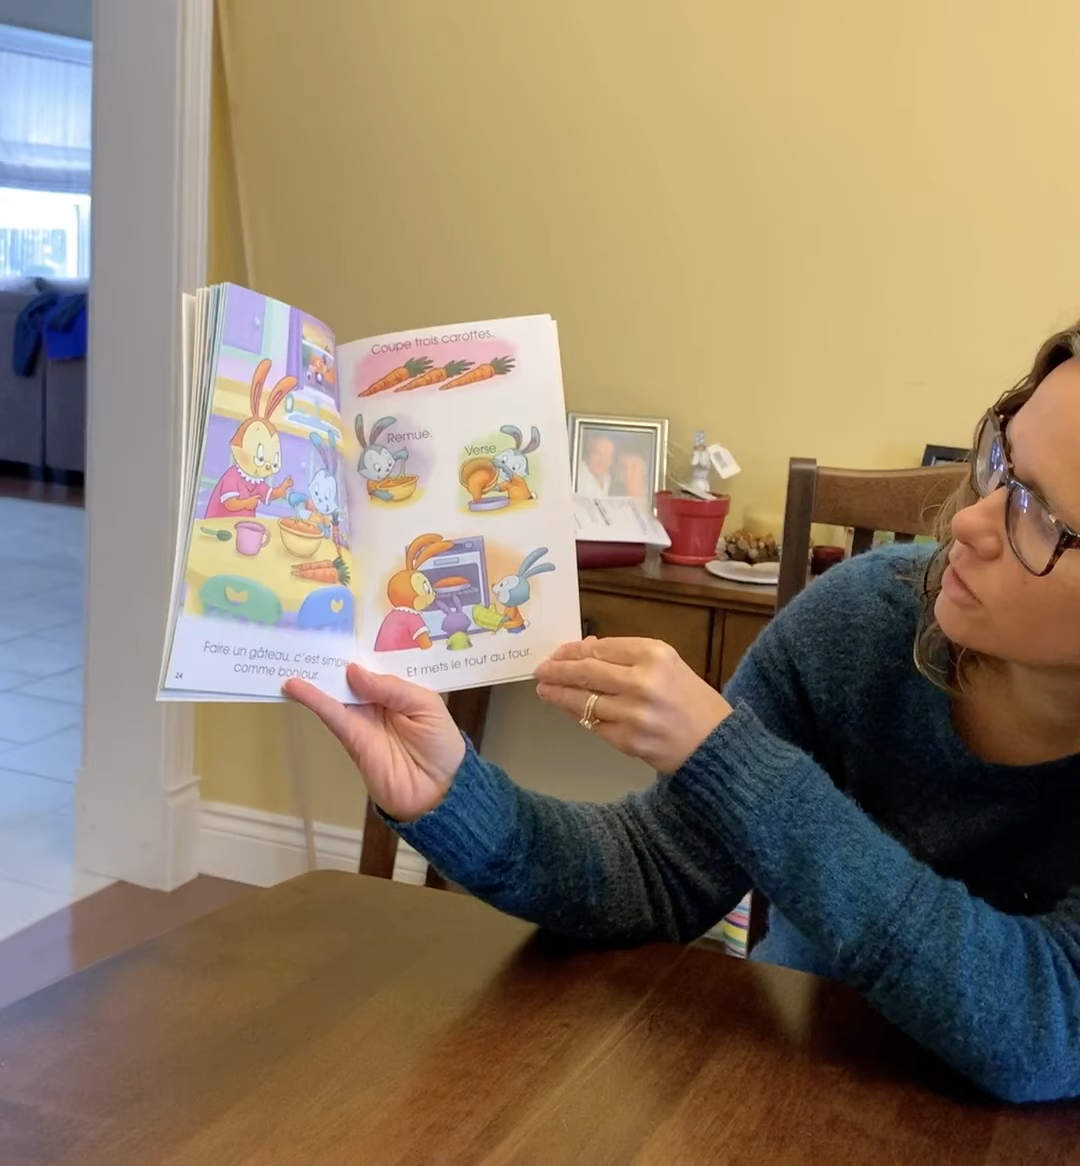 Faire un gâteau, c'est simple
comme bonjour.
24
Coupe trois carottes.
Remue.
Verse
Et mets le tout au four.